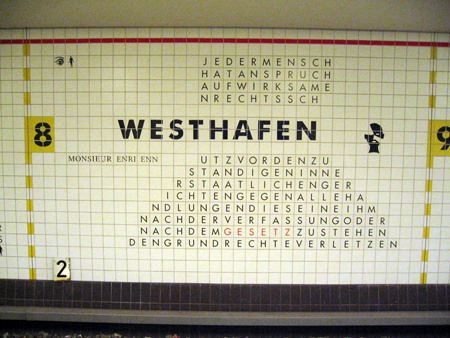 JEDERMENSCH
HATANSPRUCH
AUFWIRKSAME
NRECHTSSCH
8
WESTHAFEN
9
MONSIEUR ENRI ENN
UTZVORDENZU
STANDIGENINNE
RSTAATLICHENGER
ICHTENGEGENALLEHA
NDLUNGENDIESEINEIHM
NACHDERVERFASSUNGODER
NACHDEMGESETZZUSTEHEN
DENGRUNDRECHTEVERLETZEN
2